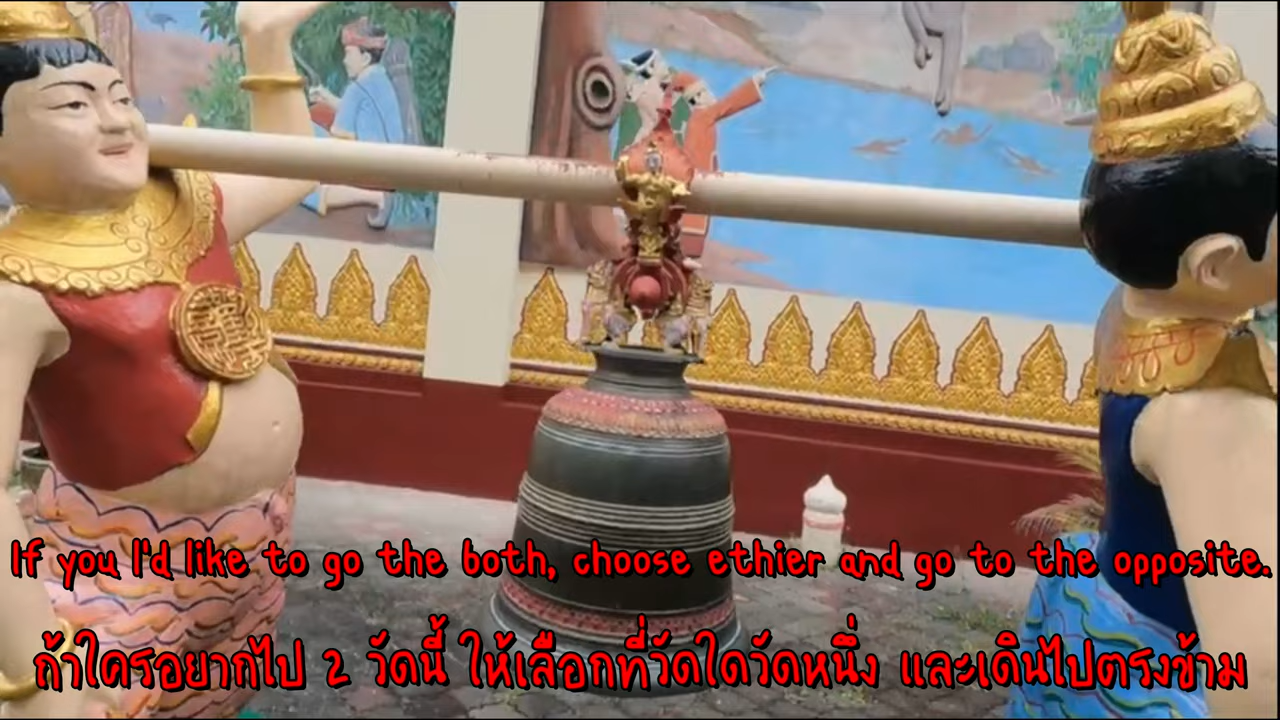 If you I'd like to go the both, choose ethier and go to the opposite.
ถ้าใครอยากไป 2 วัดนี้ ให้เลือกที่วัดใดวัดหนึ่ง และเดินไปตรงข้าม